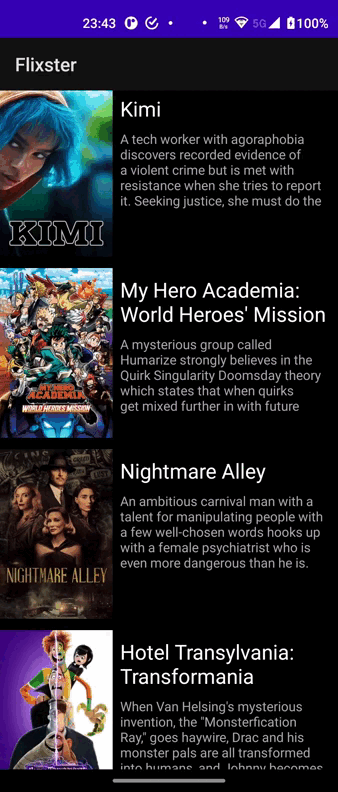 23:43
109
B/s
5G
100%
Flixster
Kimi
A tech worker with agoraphobia
discovers recorded evidence of
a violent crime but is met with
resistance when she tries to report
it. Seeking justice, she must do the
KIMI
My Hero Academia:
World Heroes' Mission
A mysterious group called
Humarize strongly believes in the
Quirk Singularity Doomsday theory
which states that when quirks
get mixed further in with future
MY HERO
ACADEMIA
WORLD HEROES MISSION
Nightmare Alley
An ambitious carnival man with a
talent for manipulating people with
a few well-chosen words hooks up
with a female psychiatrist who is
even more dangerous than he is.
NIGHTMARE ALLEY
Hotel Transylvania:
Transformania
When Van Helsing's mysterious
invention, the "Monsterfication
Ray," goes haywire, Drac and his
monster pals are all transformed
into humans, and Johnny becomes